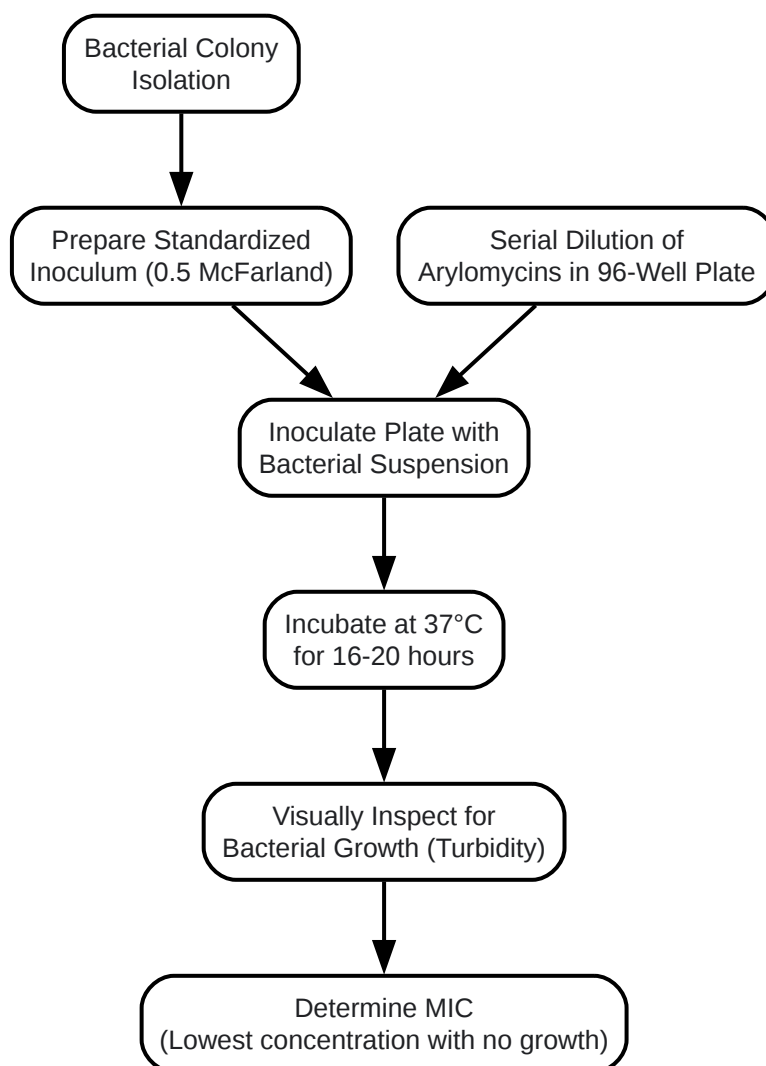 Bacterial Colony
Isolation
Prepare Standardized
Inoculum (0.5 McFarland)
Serial Dilution of
Arylomycins in 96-Well Plate
Inoculate Plate with
Bacterial Suspension
Incubate at 37°C
for 16-20 hours
Visually Inspect for
Bacterial Growth (Turbidity)
Determine MIC
(Lowest concentration with no growth)